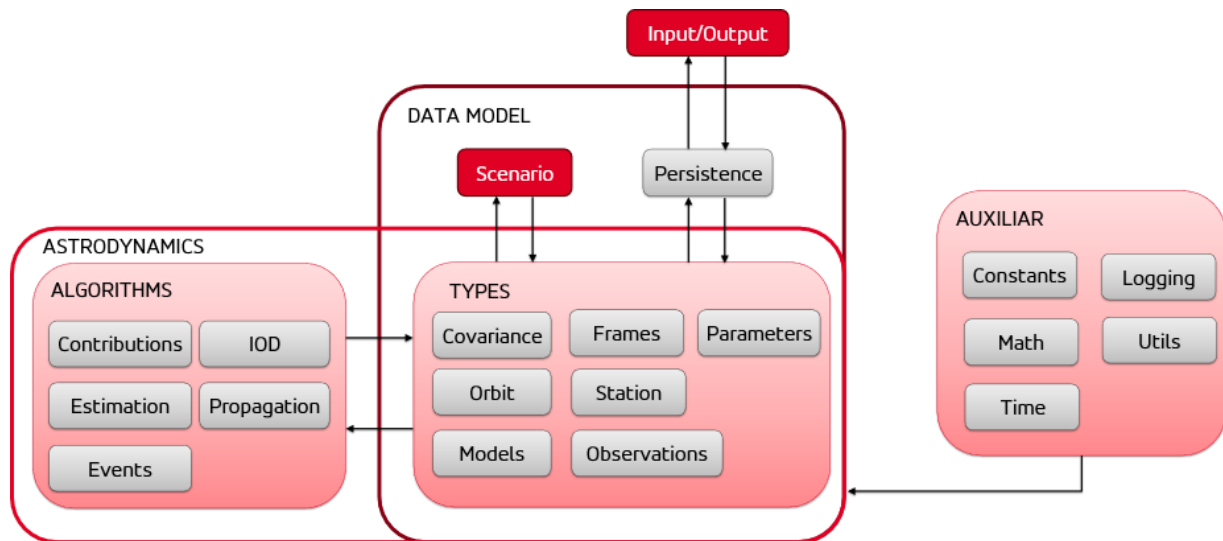 Input/Output
DATA MODEL
Scenario
Persistence
ASTRODYNAMICS
ALGORITHMS
Contributions
IOD
Estimation
Propagation
Events
TYPES
Covariance
Frames
Parameters
Orbit
Station
Models
Observations
AUXILIAR
Constants
Logging
Math
Utils
Time